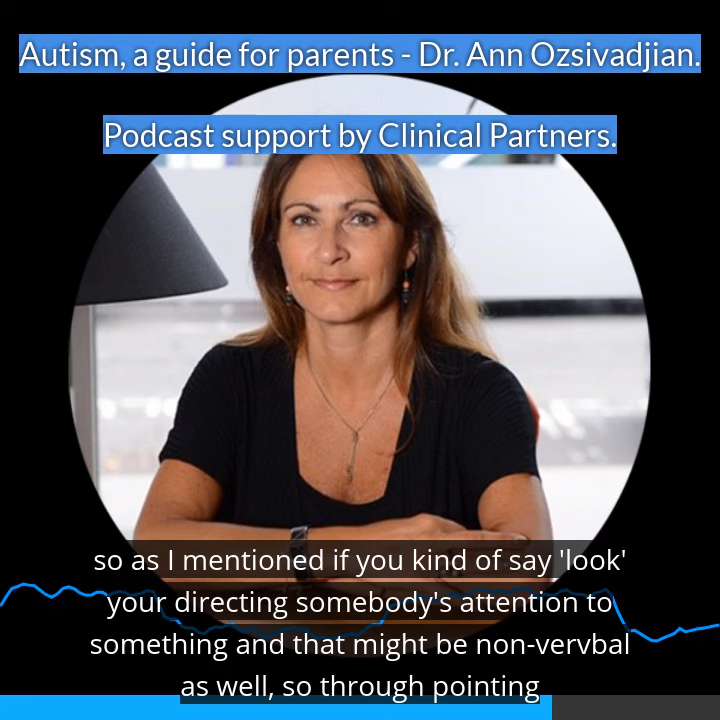 Autism, a guide for parents - Dr. Ann Ozsivadjian.
Podcast support by Clinical Partners.
so as I mentioned if you kind of say 'look'
your directing somebody's attention to
something and that might be non-vervbal
as well, so through pointing